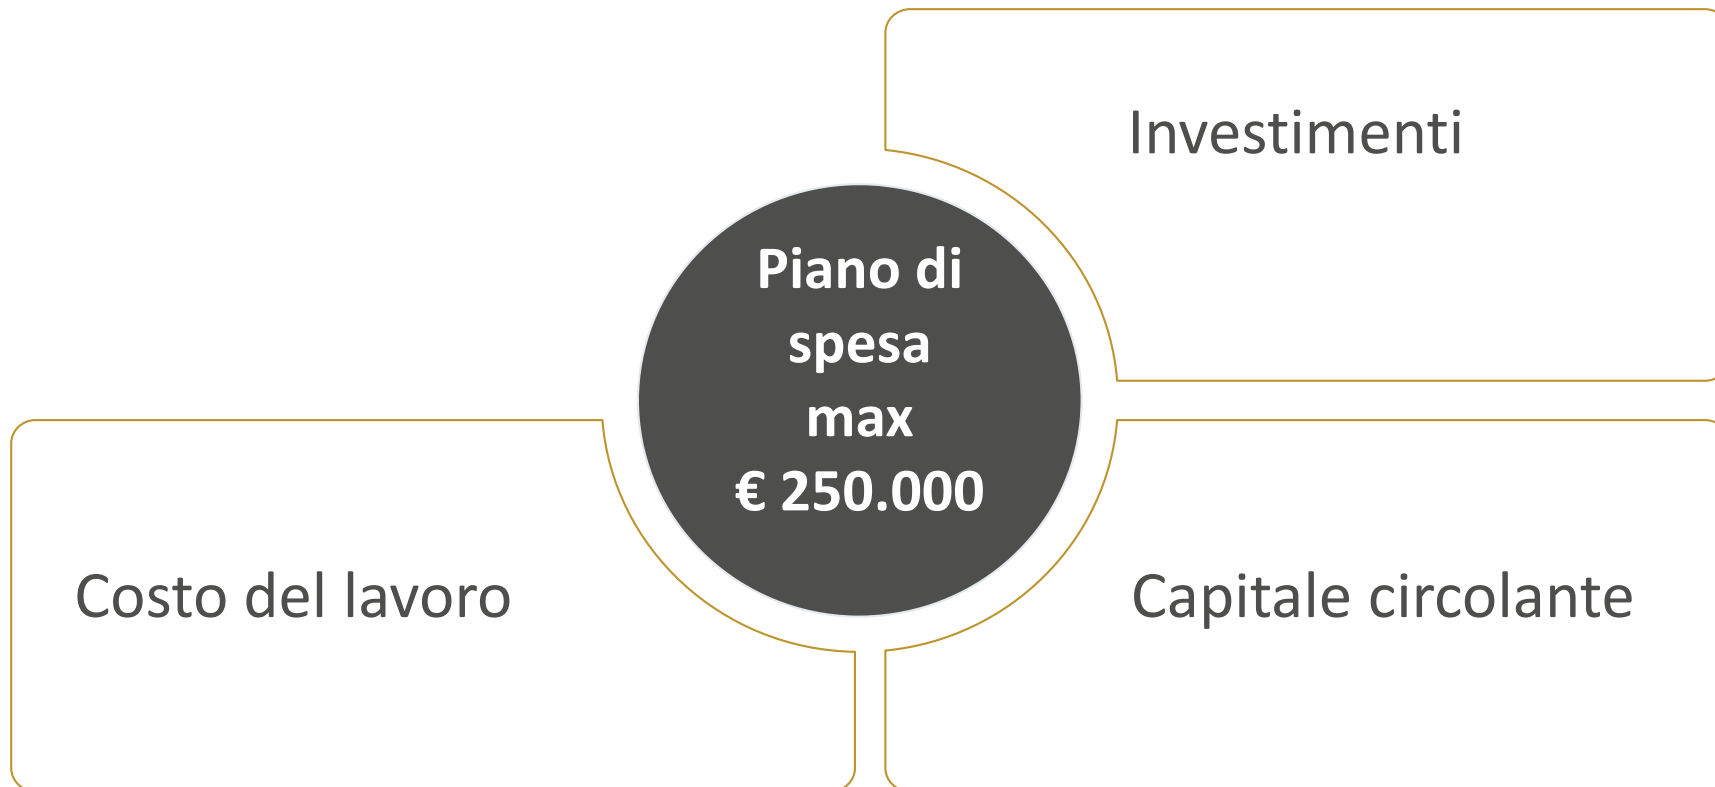 Investimenti
Piano di
spesa
max
€ 250.000
Costo del lavoro
Capitale circolante